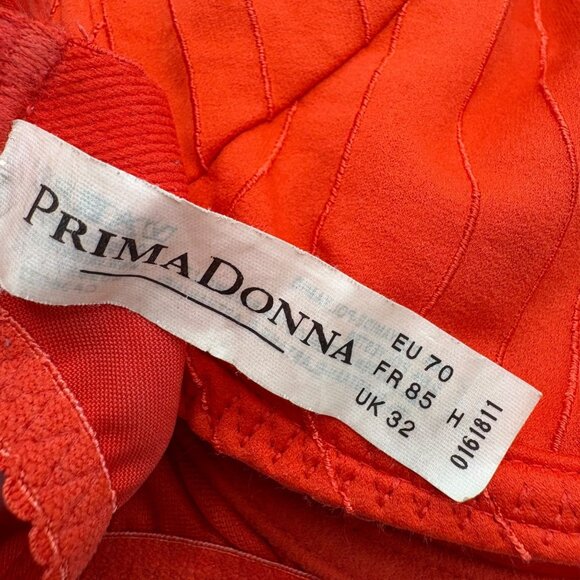 PRIMADONNA
EU 70
FR 85 H
UK 32
0161811